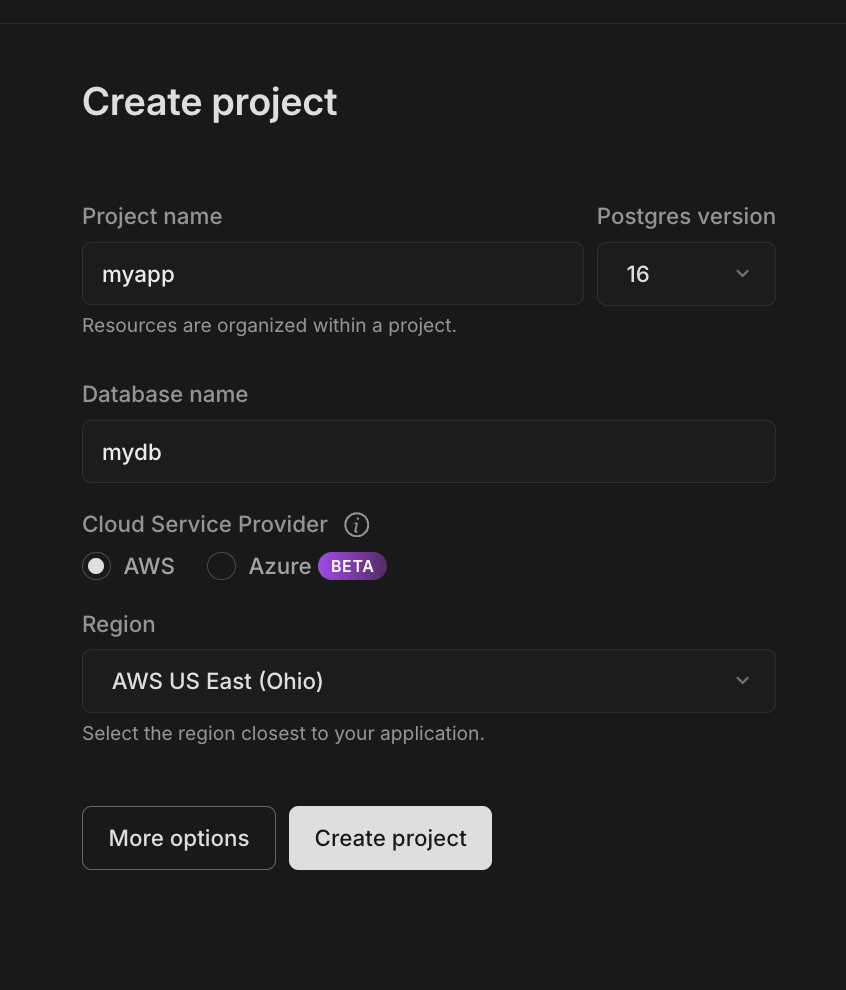 Create project
Project name
Postgres version
myapp
16
Resources are organized within a project.
Database name
mydb
Cloud Service Provider
AWS
Azure BETA
Region
AWS US East (Ohio)
Select the region closest to your application.
More options
Create project